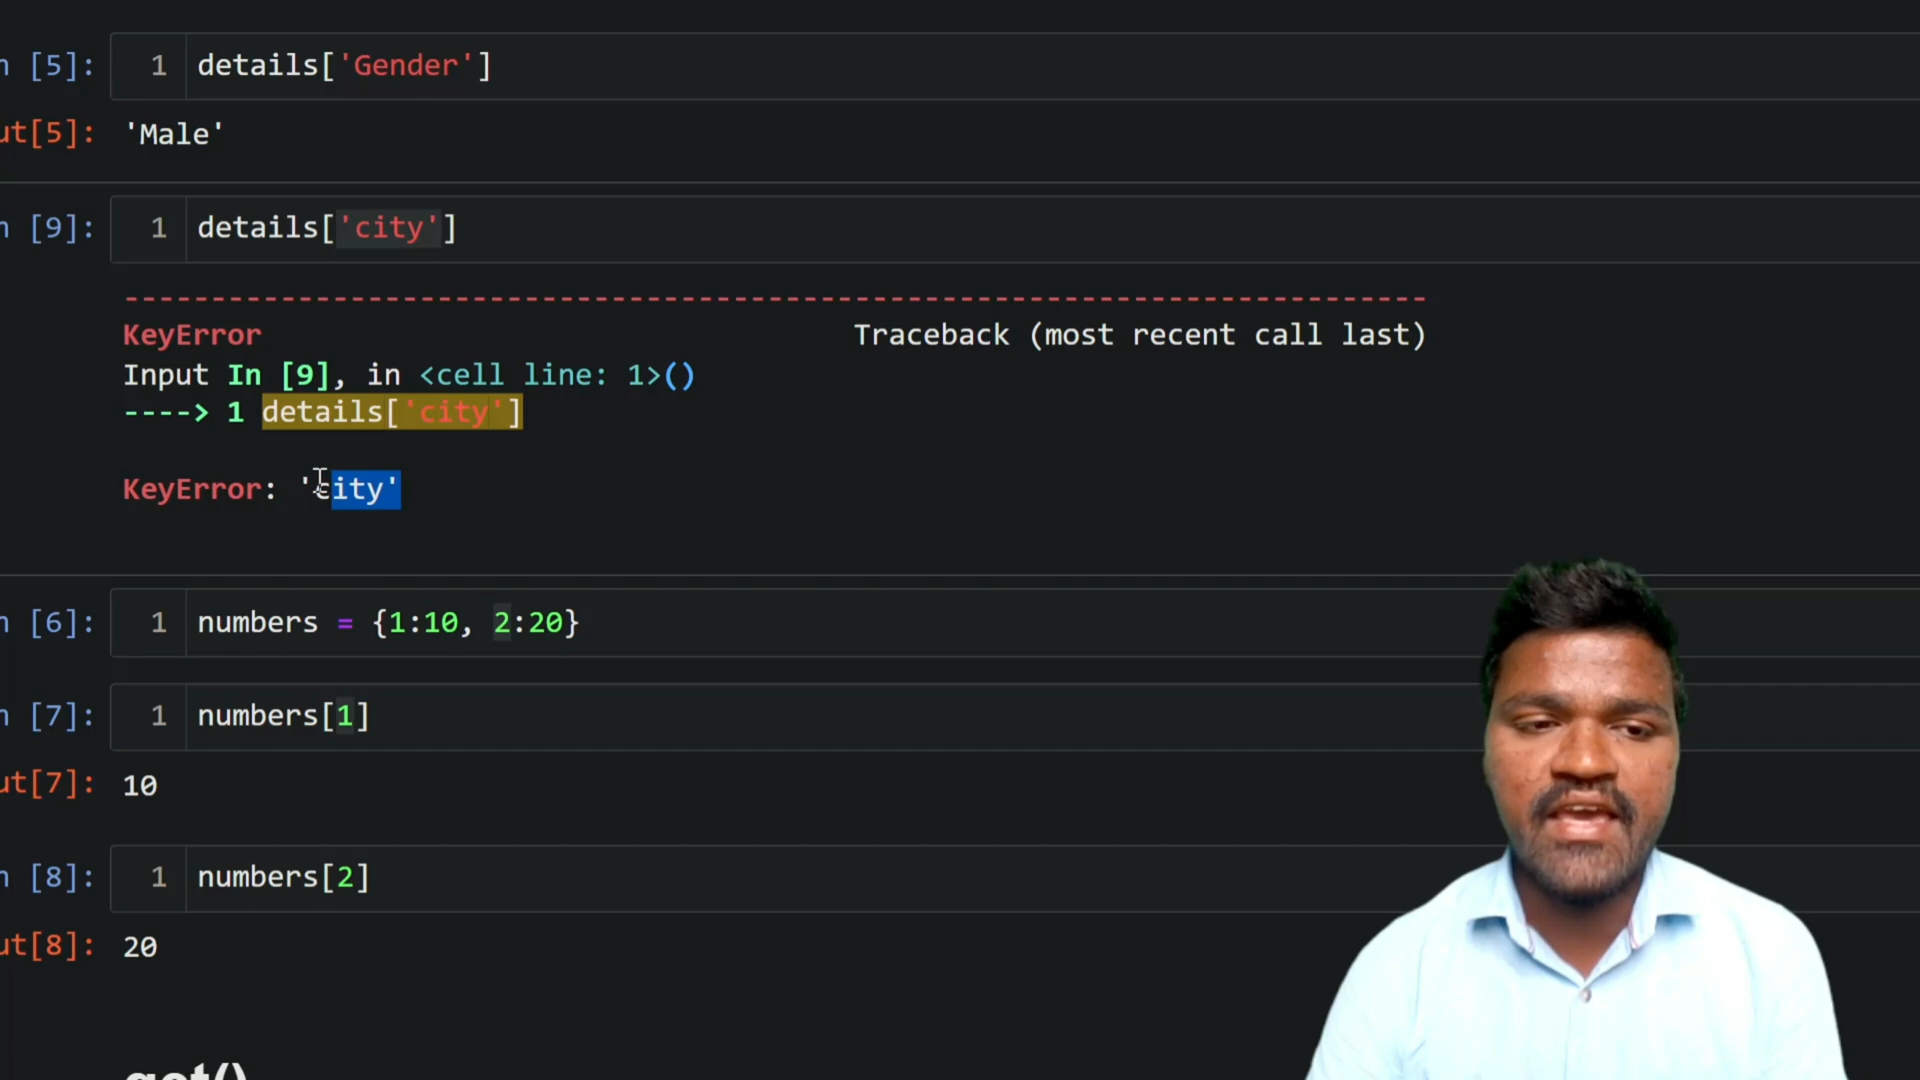 n [5]: 1 details['Gender']
ut[5]: 'Male'
n [9]: 1 details['city']
---------------------------------------------------------------------------
KeyError Traceback (most recent call last)
Input In [9], in <cell line: 1>()
----> 1 details['city']
KeyError: 'city'
n [6]: 1 numbers = {1:10, 2:20}
n [7]: 1 numbers[1]
ut[7]: 10
n [8]: 1 numbers[2]
ut[8]: 20
get()